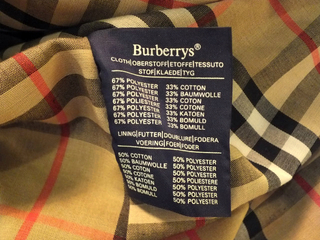 Burberrys®
CLOTH|OBERSTOFF|ETOFFE|TESSUTO
STOF|KLAEDE|TYG
67% POLYESTER 33% COTTON
67% POLYESTER 33% BAUMWOLLE
67% POLYESTER 33% COTON
67% POLIESTERE 33% COTONE
67% POLYESTER 33% KATOEN
67% POLYESTER 33% BOMULD
67% POLYESTER 33% BOMULL
LINING|FUTTER|DOUBLURE|FODERA
VOERING|FOER|FODER
50% COTTON 50% POLYESTER
50% BAUMWOLLE 50% POLYESTER
50% COTON 50% POLYESTER
50% COTONE 50% POLIESTERE
50% KATOEN 50% POLYESTER
50% BOMULD 50% POLYESTER
50% BOMULL 50% POLYESTER